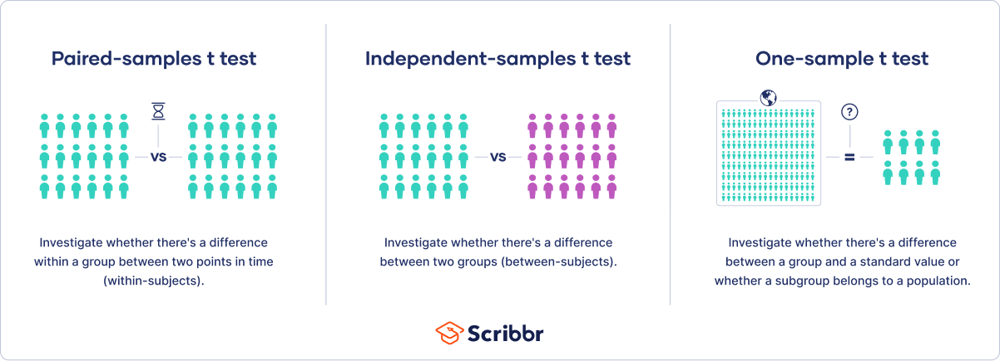 Paired-samples t test
vs
Investigate whether there's a difference
within a group between two points in time
(within-subjects).
Independent-samples t test
vs
Investigate whether there's a difference
between two groups (between-subjects).
One-sample t test
?
=
Investigate whether there's a difference
between a group and a standard value or
whether a subgroup belongs to a population.
Scribbr